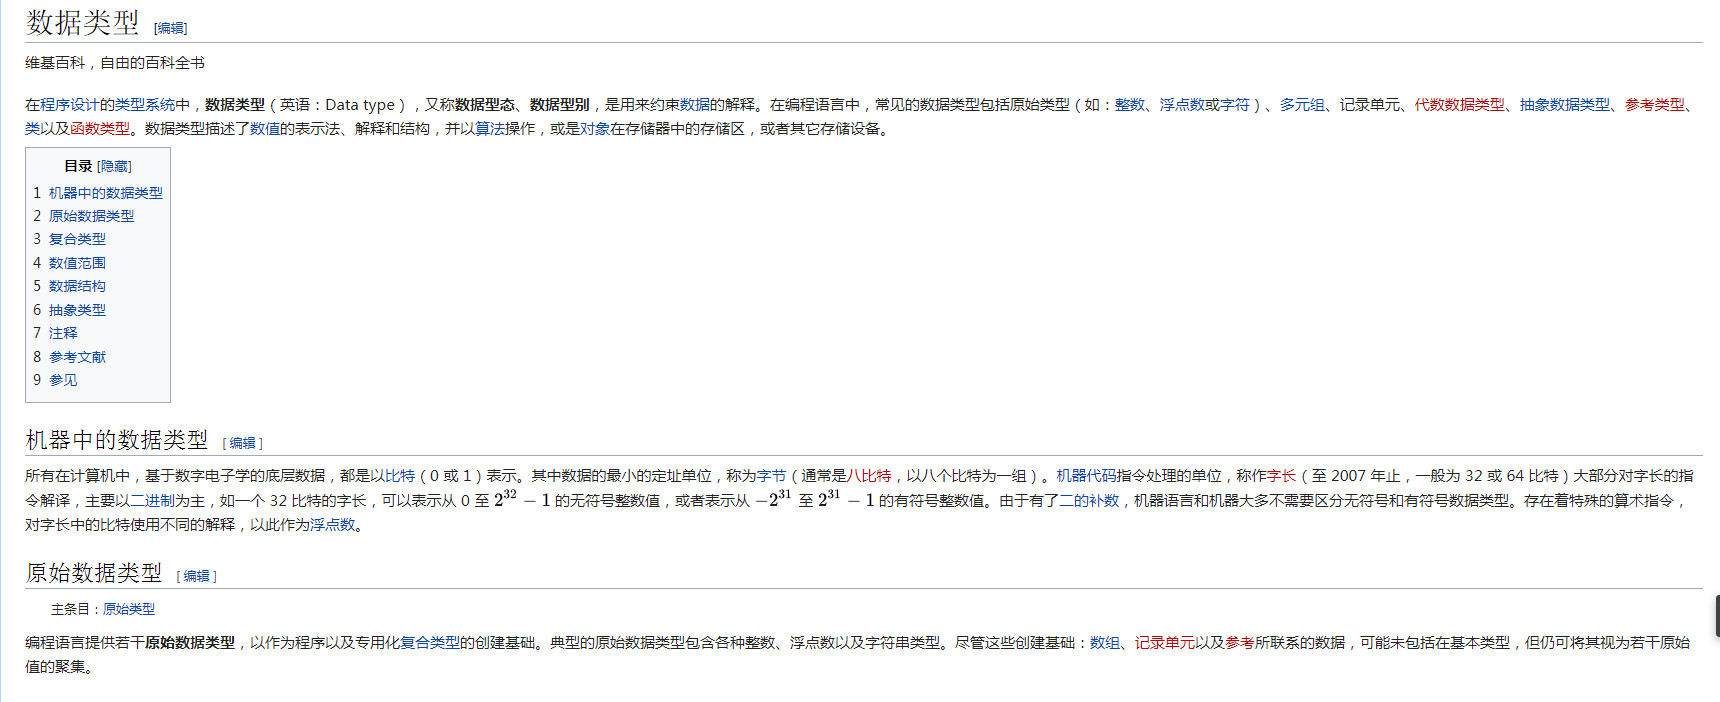 数据类型 [编辑]
维基百科，自由的百科全书
在程序设计的类型系统中，数据类型（英语：Data type），又称数据型态、数据型别，是用来约束数据的解释。在编程语言中，常见的数据类型包括原始类型（如：整数、浮点数或字符）、多元组、记录单元、代数数据类型、抽象数据类型、参考类型、
类以及函数类型。数据类型描述了数值的表示法、解释和结构，并以算法操作，或是对象在存储器中的存储区，或者其它存储设备。
目录 [隐藏]
1 机器中的数据类型
2 原始数据类型
3 复合类型
4 数值范围
5 数据结构
6 抽象类型
7 注释
8 参考文献
9 参见
机器中的数据类型 [ 编辑 ]
所有在计算机中，基于数字电子学的底层数据，都是以比特（0 或 1）表示。其中数据的最小的定址单位，称为字节（通常是八比特，以八个比特为一组）。机器代码指令处理的单位，称作字长（至 2007 年止，一般为 32 或 64 比特）大部分对字长的指
令解译，主要以二进制为主，如一个 32 比特的字长，可以表示从 0 至 2³² − 1 的无符号整数值，或者表示从 −2³¹ 至 2³¹ − 1 的有符号整数值。由于有了二的补数，机器语言和机器大多不需要区分无符号和有符号数据类型。存在着特殊的算术指令，
对字长中的比特使用不同的解释，以此作为浮点数。
原始数据类型 [ 编辑 ]
主条目：原始类型
编程语言提供若干原始数据类型，以作为程序以及专用化复合类型的创建基础。典型的原始数据类型包含各种整数、浮点数以及字符串类型。尽管这些创建基础：数组、记录单元以及参考所联系的数据，可能未包括在基本类型，但仍可将其视为若干原始
值的聚集。